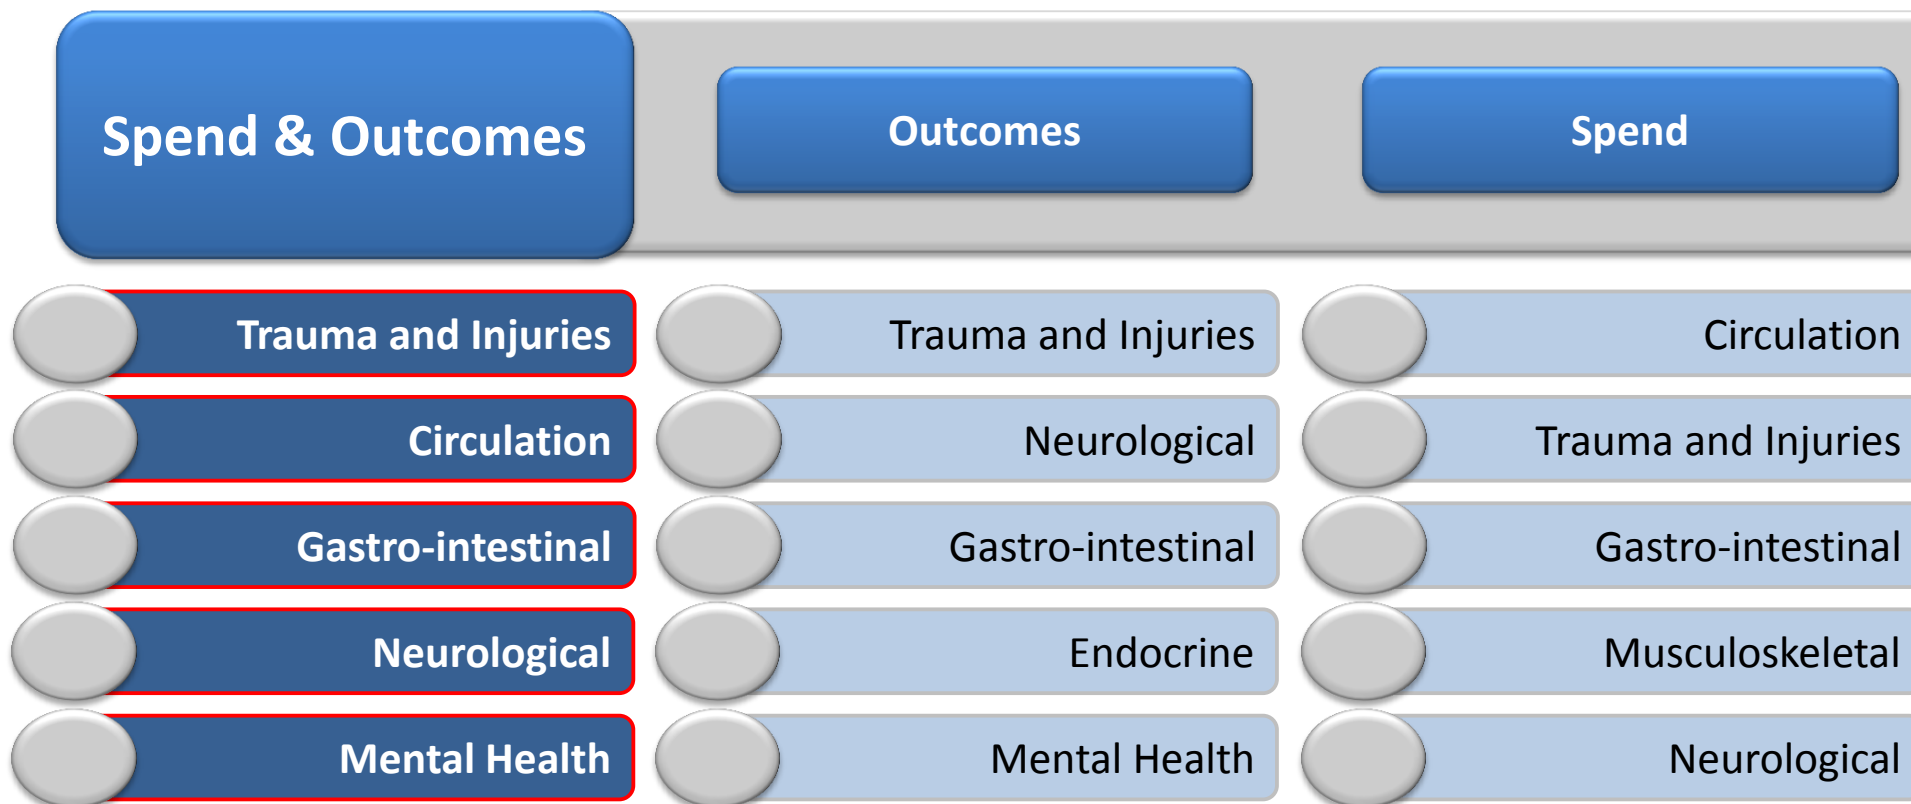 Spend & Outcomes
Outcomes
Spend
Trauma and Injuries
Trauma and Injuries
Circulation
Circulation
Neurological
Trauma and Injuries
Gastro-intestinal
Gastro-intestinal
Gastro-intestinal
Neurological
Endocrine
Musculoskeletal
Mental Health
Mental Health
Neurological